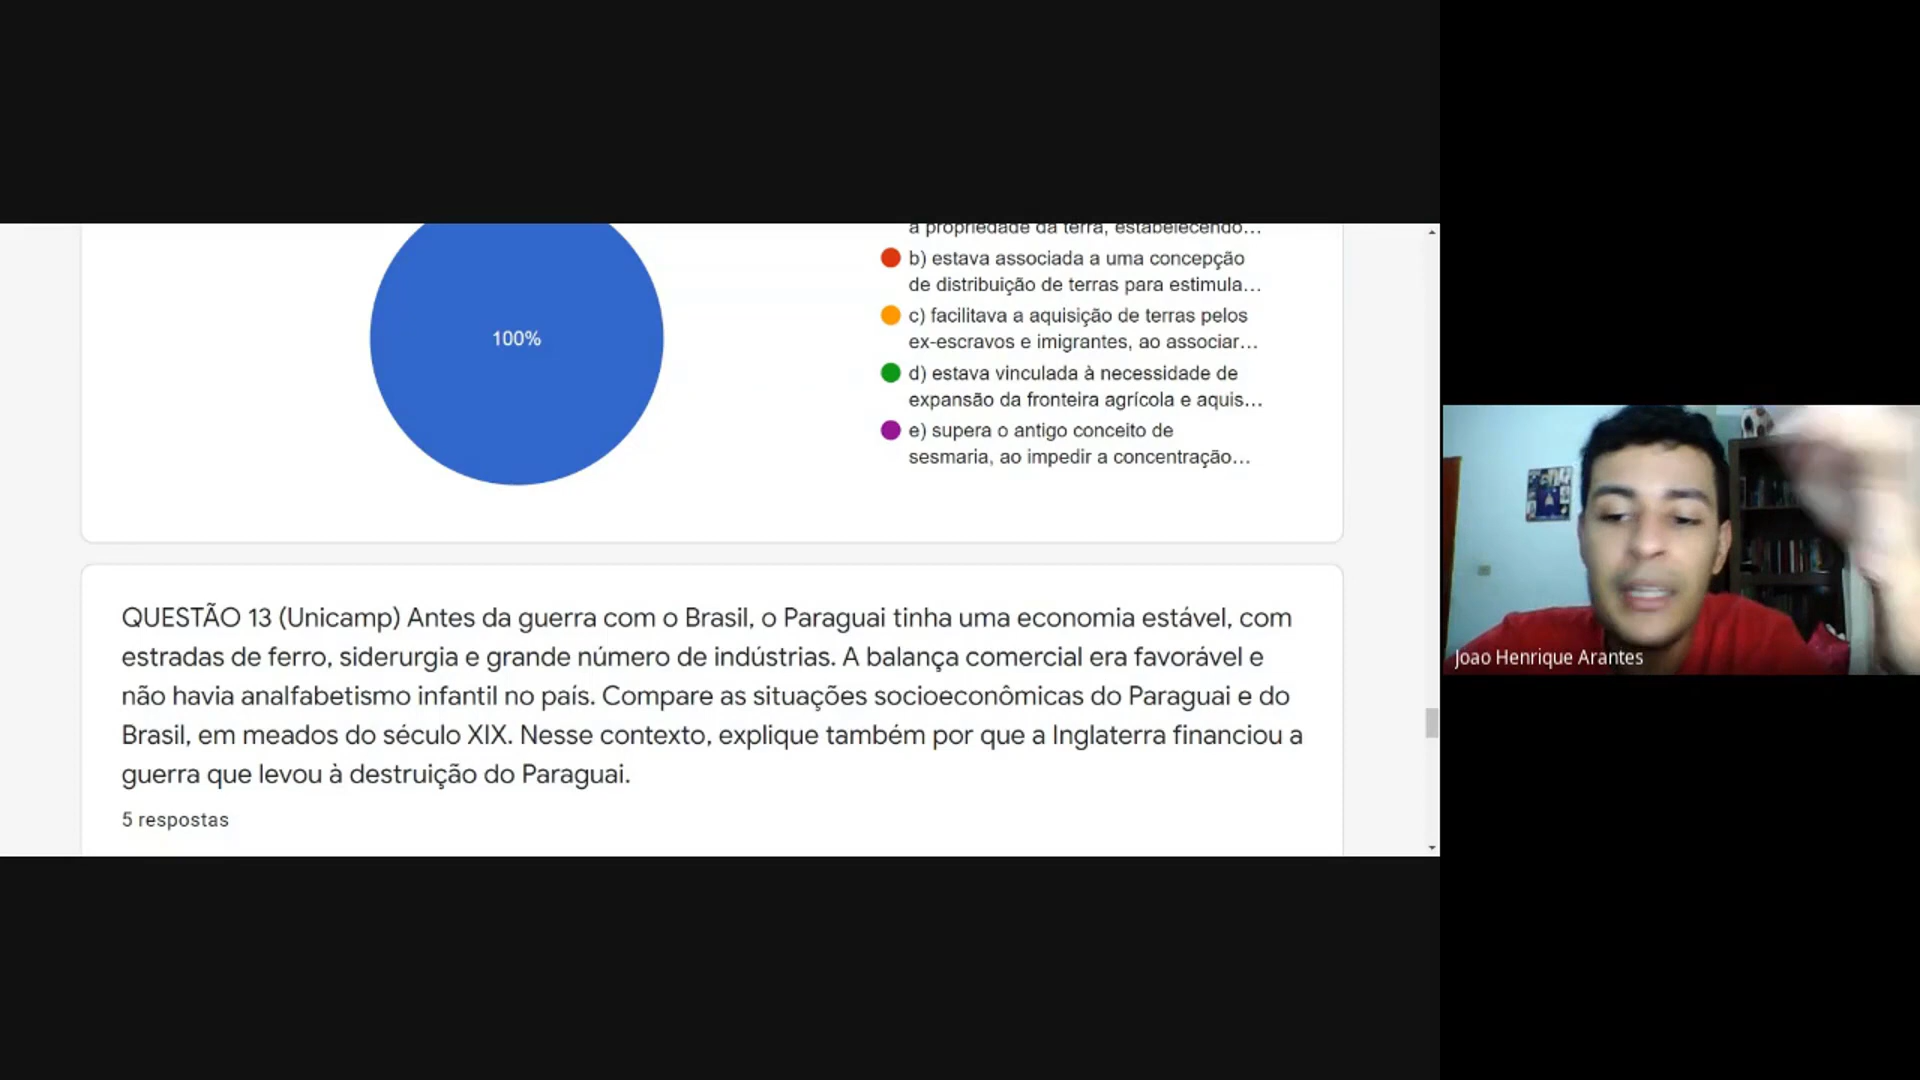 a propriedade da terra, estabelecendo...
b) estava associada a uma concepção
de distribuição de terras para estimula...
100%
c) facilitava a aquisição de terras pelos
ex-escravos e imigrantes, ao associar...
d) estava vinculada à necessidade de
expansão da fronteira agrícola e aquis...
e) supera o antigo conceito de
sesmaria, ao impedir a concentração...
QUESTÃO 13 (Unicamp) Antes da guerra com o Brasil, o Paraguai tinha uma economia estável, com
estradas de ferro, siderurgia e grande número de indústrias. A balança comercial era favorável e
não havia analfabetismo infantil no país. Compare as situações socioeconômicas do Paraguai e do
Brasil, em meados do século XIX. Nesse contexto, explique também por que a Inglaterra financiou a
guerra que levou à destruição do Paraguai.
5 respostas
Joao Henrique Arantes